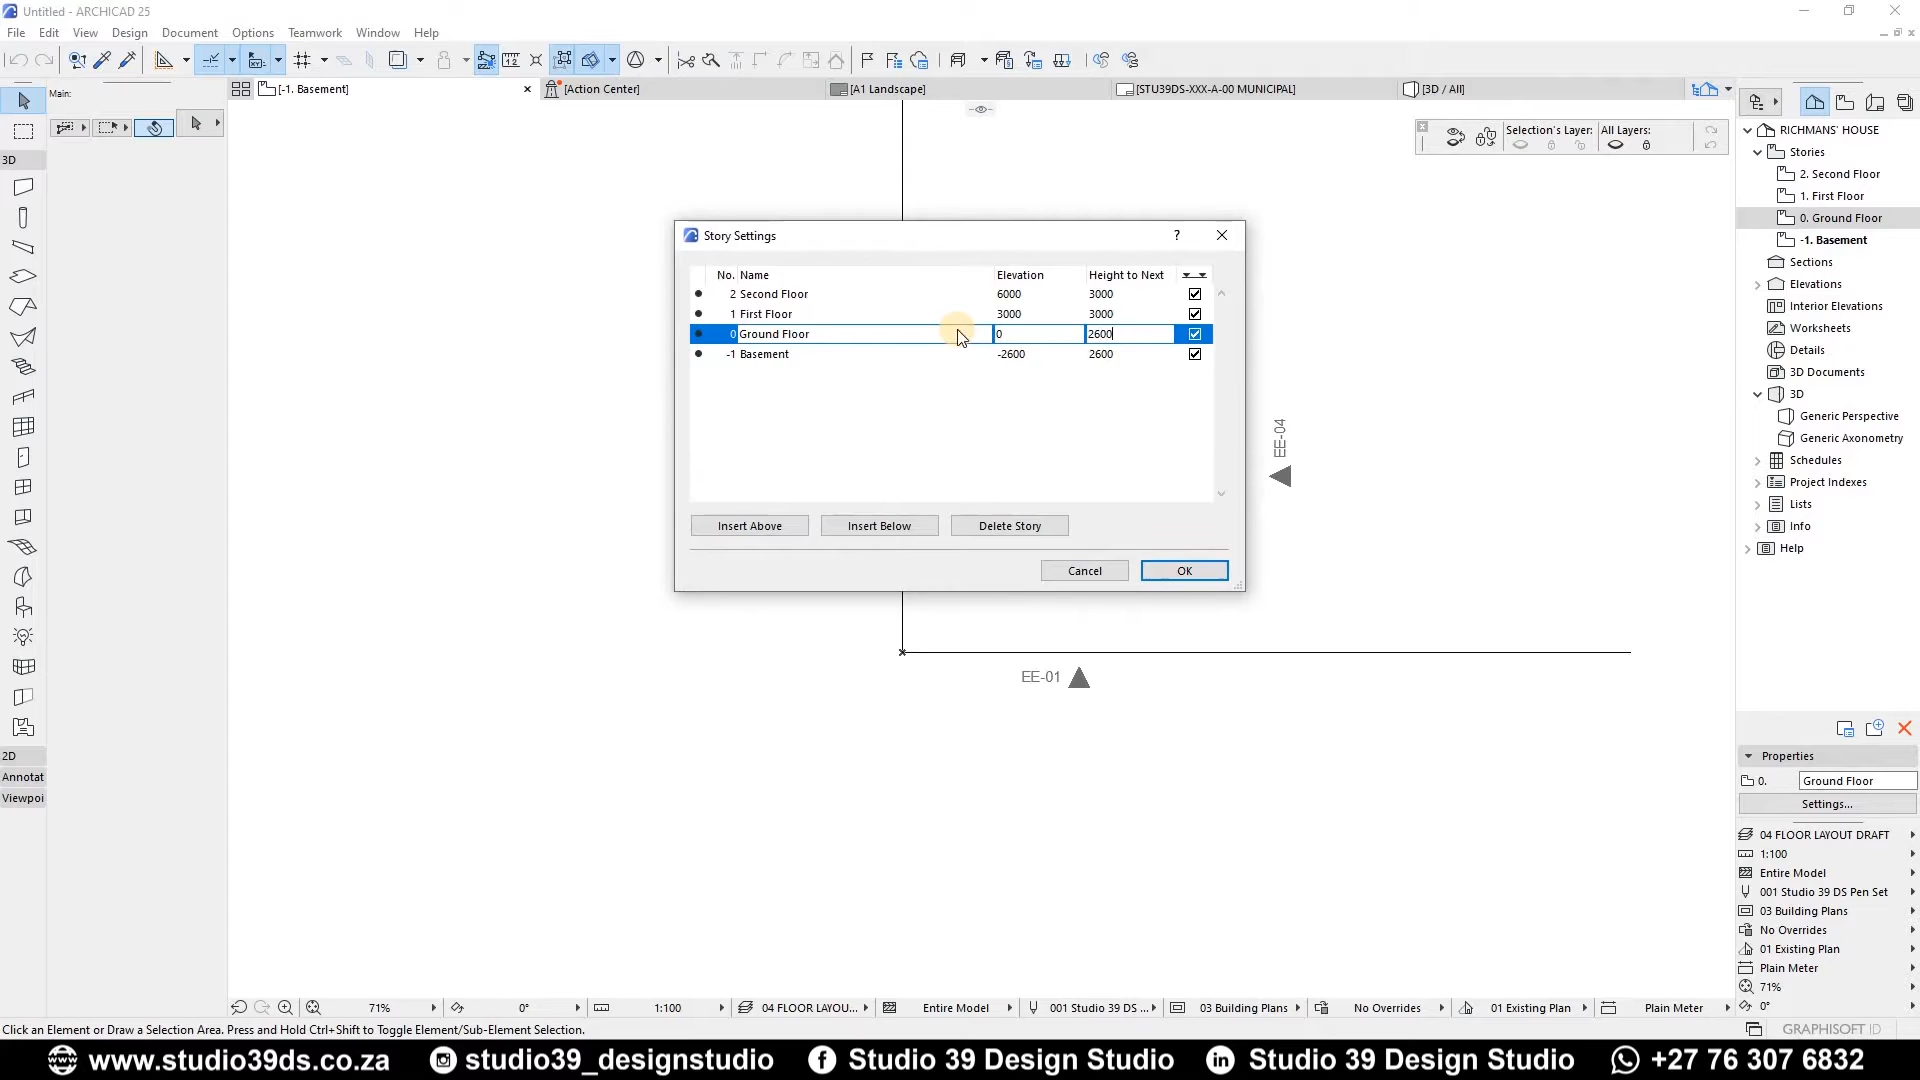 Untitled - ARCHICAD 25
File Edit View Design Document Options Teamwork Window Help
Main:
[-1. Basement]
[Action Center]
[A1 Landscape]
[STU39DS-XXX-A-00 MUNICIPAL]
[3D / All]
3D
2D
Annotat
Viewpoi
Selection's Layer: All Layers:
Story Settings
?
No. Name Elevation Height to Next
2 Second Floor 6000 3000
1 First Floor 3000 3000
0 Ground Floor 0 2600
-1 Basement -2600 2600
Insert Above Insert Below Delete Story
Cancel OK
EE-04
EE-01
RICHMANS' HOUSE
Stories
2. Second Floor
1. First Floor
0. Ground Floor
-1. Basement
Sections
Elevations
Interior Elevations
Worksheets
Details
3D Documents
3D
Generic Perspective
Generic Axonometry
Schedules
Project Indexes
Lists
Info
Help
Properties
0. Ground Floor
Settings...
04 FLOOR LAYOUT DRAFT
1:100
Entire Model
001 Studio 39 DS Pen Set
03 Building Plans
No Overrides
01 Existing Plan
Plain Meter
71%
0°
71% 0° 1:100 04 FLOOR LAYOU... Entire Model 001 Studio 39 DS ... 03 Building Plans No Overrides 01 Existing Plan Plain Meter
Click an Element or Draw a Selection Area. Press and Hold Ctrl+Shift to Toggle Element/Sub-Element Selection.
GRAPHISOFT ID
www.studio39ds.co.za studio39_designstudio Studio 39 Design Studio Studio 39 Design Studio +27 76 307 6832